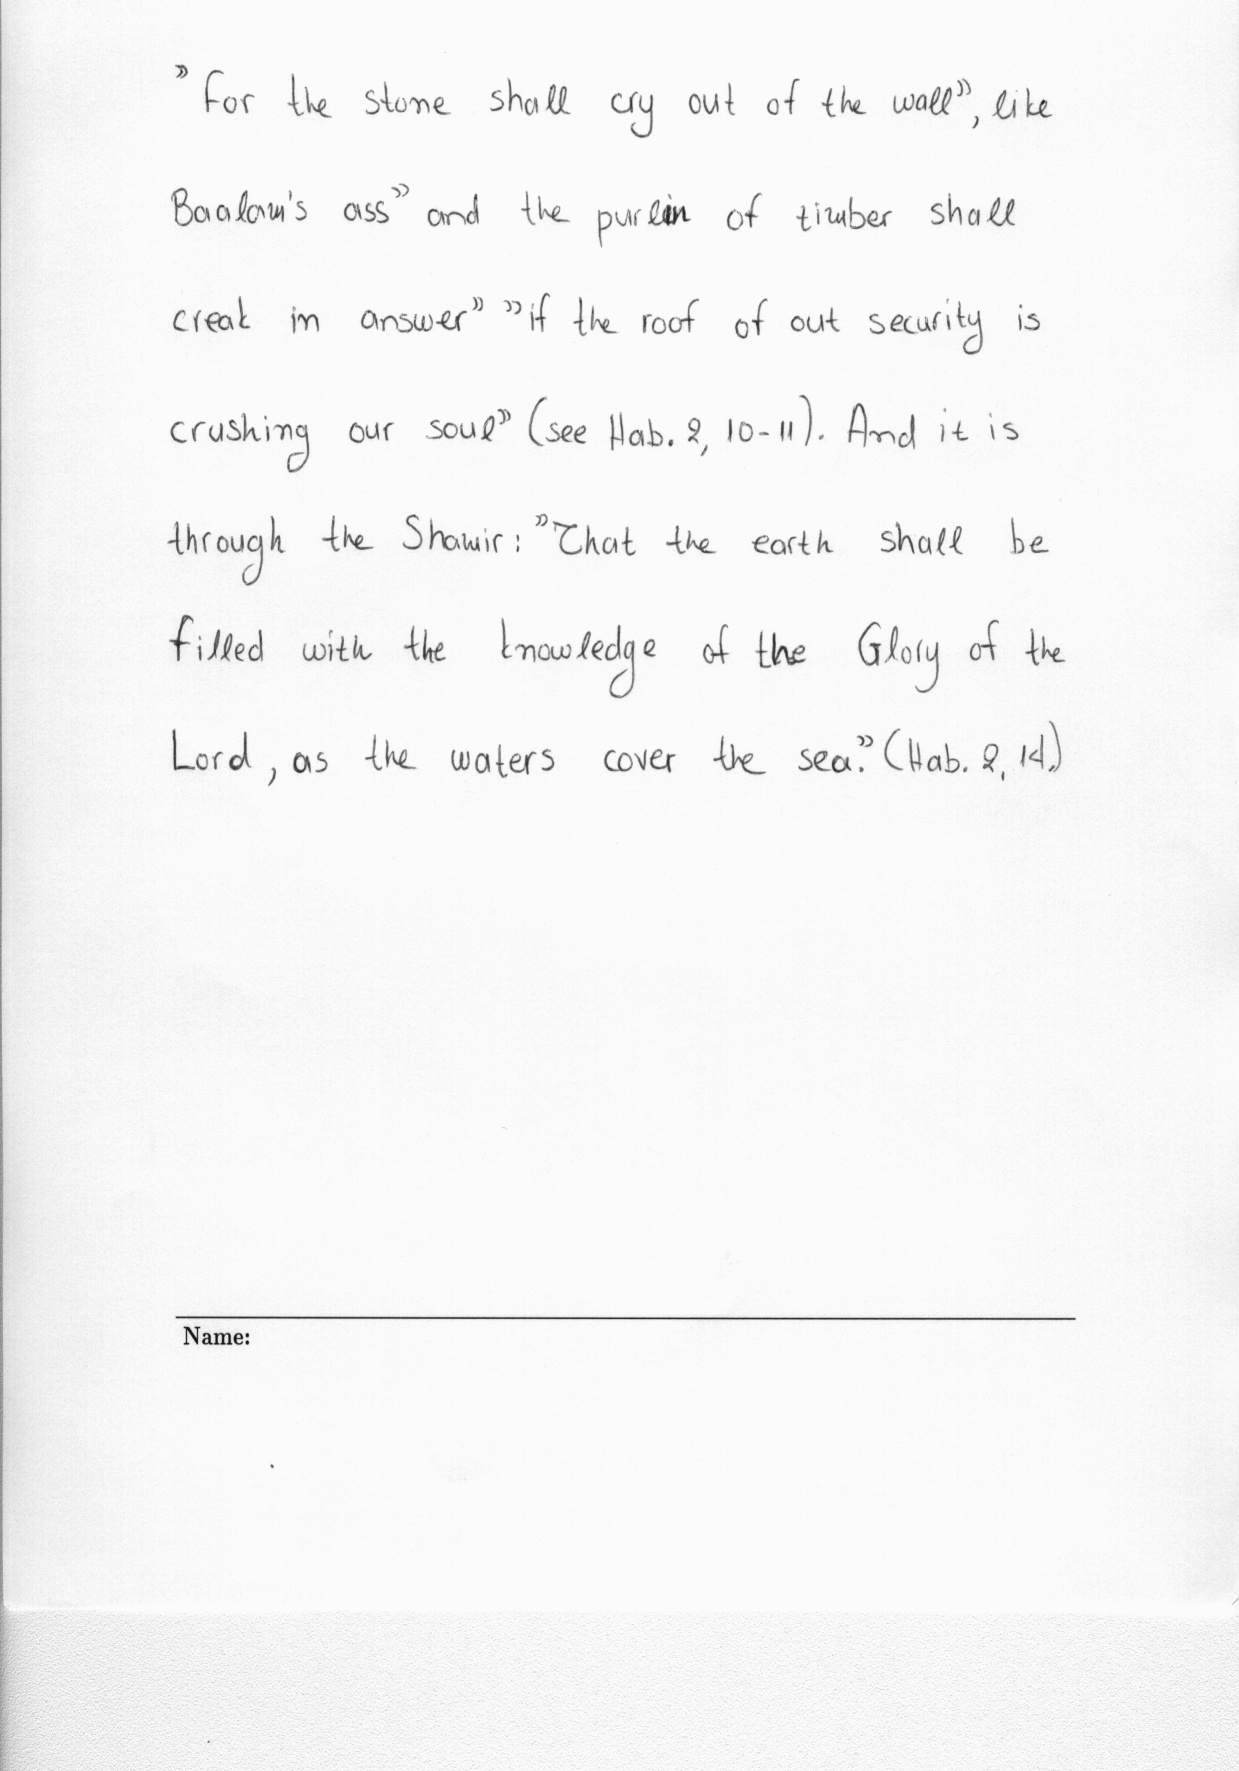 "For the stone shall cry out of the wall", like
Baalam's ass" and the purlin of timber shall
creak in answer" "if the roof of out security is
crushing our soul" (see Hab. 2, 10-11). And it is
through the Shamir: "That the earth shall be
filled with the knowledge of the Glory of the
Lord, as the waters cover the sea." (Hab. 2, 14.)
Name: